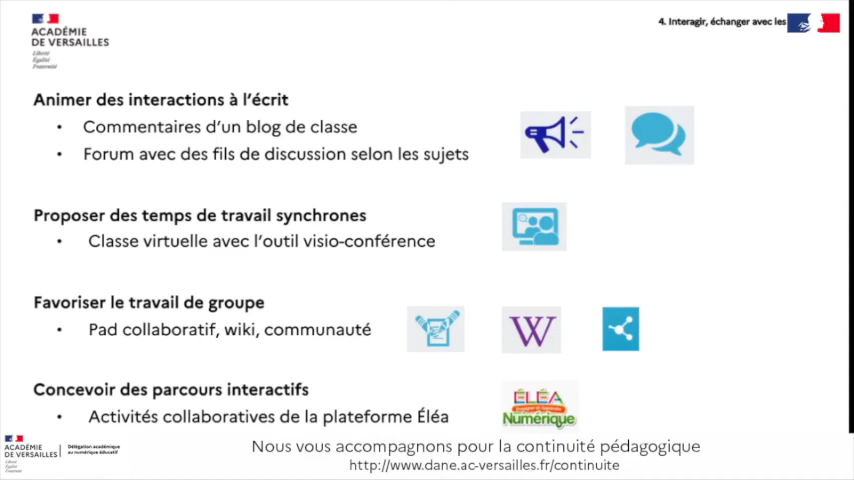 ACADÉMIE
DE VERSAILLES
Liberté
Égalité
Fraternité
4. Interagir, échanger avec les
Animer des interactions à l'écrit
• Commentaires d'un blog de classe
• Forum avec des fils de discussion selon les sujets
Proposer des temps de travail synchrones
• Classe virtuelle avec l'outil visio-conférence
Favoriser le travail de groupe
• Pad collaboratif, wiki, communauté
W
Concevoir des parcours interactifs
• Activités collaboratives de la plateforme Éléa
ÉLÉA
Numérique
ACADÉMIE
DE VERSAILLES
Liberté
Égalité
Fraternité
Délégation académique
au numérique éducatif
Nous vous accompagnons pour la continuité pédagogique
http://www.dane.ac-versailles.fr/continuite